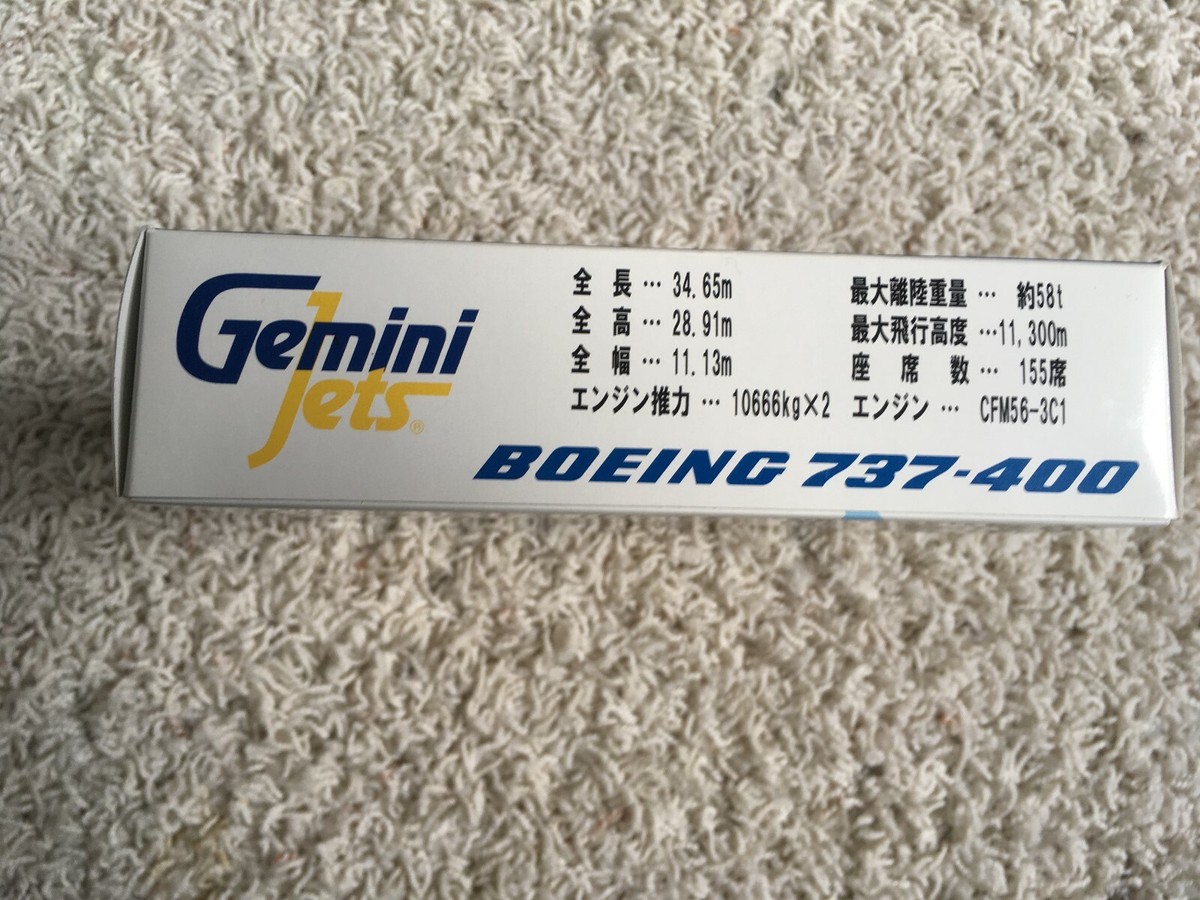 Gemini
Jets®
全長…34.65m
全高…28.91m
全幅…11.13m
エンジン推力…10666kg×2
最大離陸重量…約58t
最大飛行高度…11,300m
座席数…155席
エンジン…CFM56-3C1
BOEING 737-400